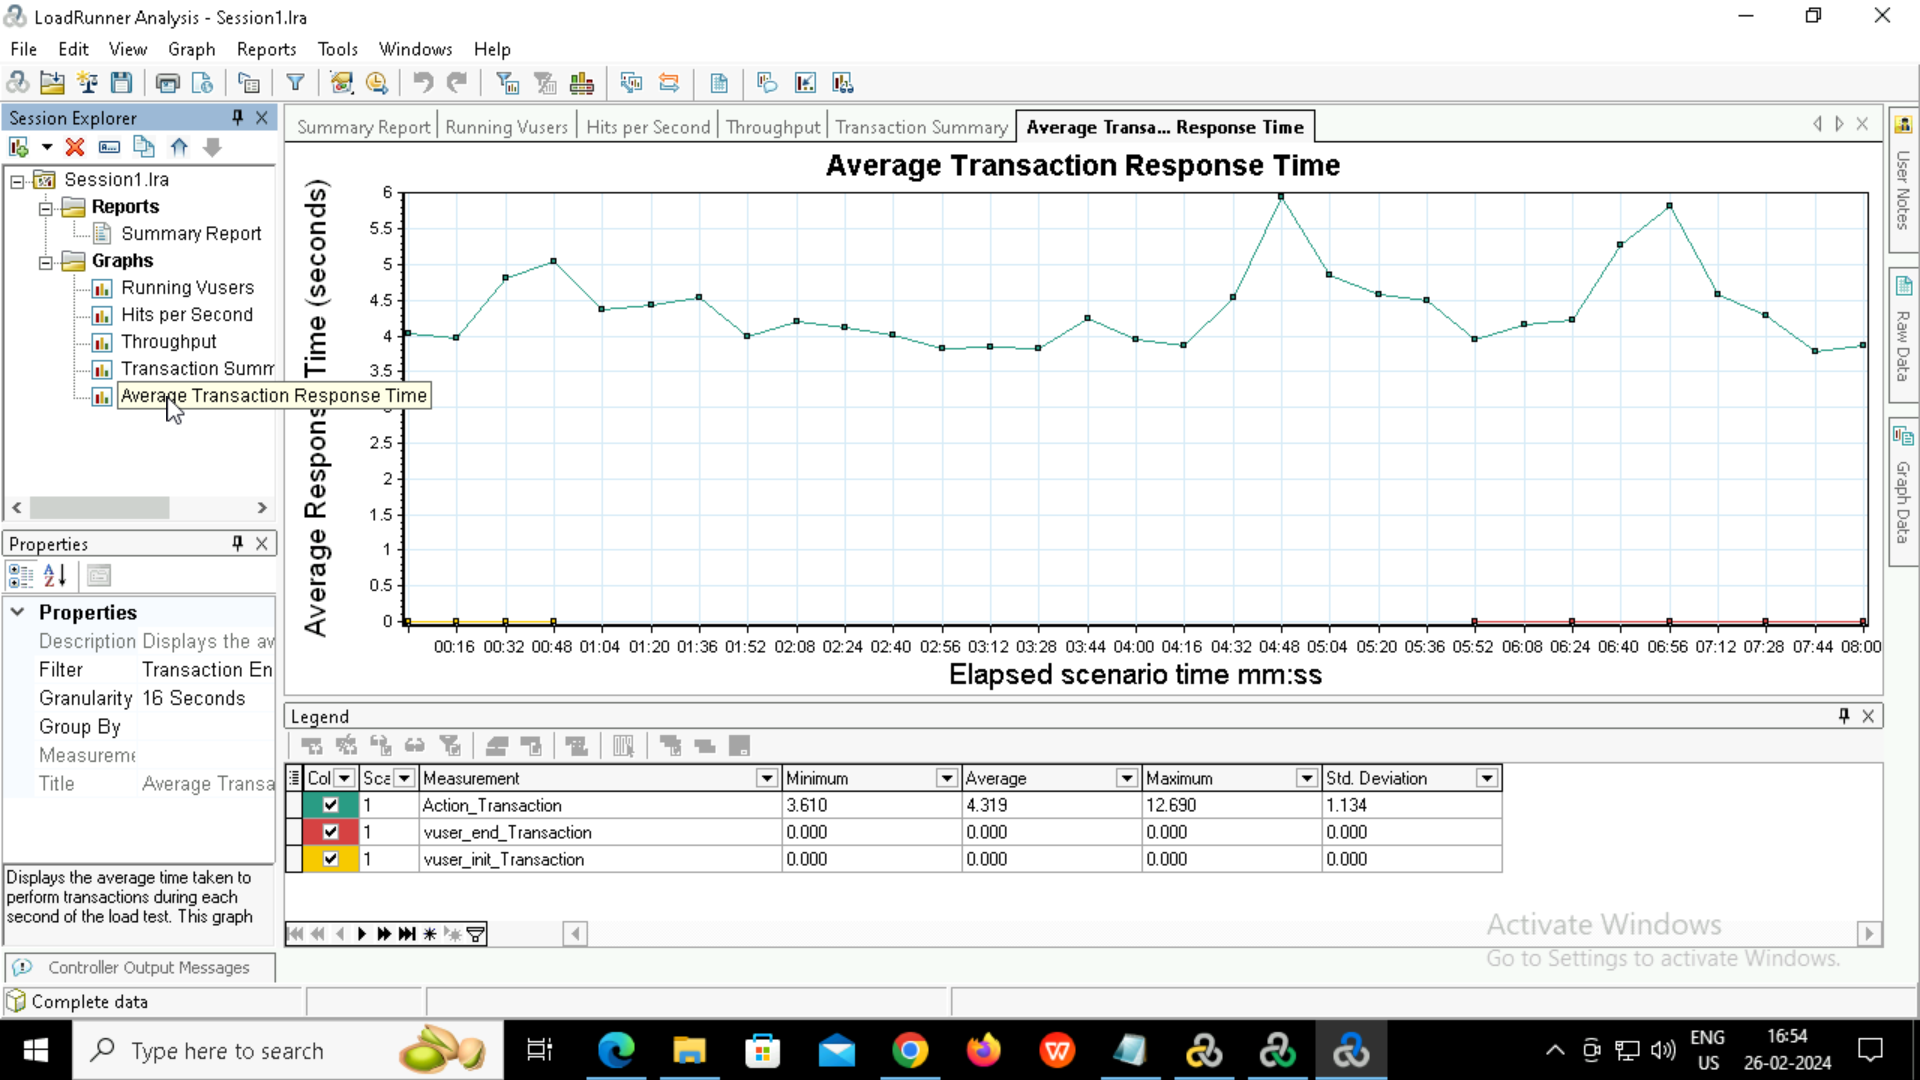 LoadRunner Analysis - Session1.lra
File Edit View Graph Reports Tools Windows Help
Session Explorer
Session1.lra
Reports
Summary Report
Graphs
Running Vusers
Hits per Second
Throughput
Transaction Summ
Average Transaction Response Time
Properties
Properties
Description Displays the av
Filter Transaction En
Granularity 16 Seconds
Group By
Measureme
Title Average Transa
Displays the average time taken to
perform transactions during each
second of the load test. This graph
Controller Output Messages
Complete data
Summary Report Running Vusers Hits per Second Throughput Transaction Summary Average Transa... Response Time
Average Transaction Response Time
Average Respons Time (seconds)
6
5.5
5
4.5
4
3.5
2.5
2
1.5
1
0.5
0
00:16 00:32 00:48 01:04 01:20 01:36 01:52 02:08 02:24 02:40 02:56 03:12 03:28 03:44 04:00 04:16 04:32 04:48 05:04 05:20 05:36 05:52 06:08 06:24 06:40 06:56 07:12 07:28 07:44 08:00
Elapsed scenario time mm:ss
Legend
Col Sca Measurement Minimum Average Maximum Std. Deviation
1 Action_Transaction 3.610 4.319 12.690 1.134
1 vuser_end_Transaction 0.000 0.000 0.000 0.000
1 vuser_init_Transaction 0.000 0.000 0.000 0.000
Activate Windows
Go to Settings to activate Windows.
User Notes
Raw Data
Graph Data
Type here to search
ENG
US
16:54
26-02-2024